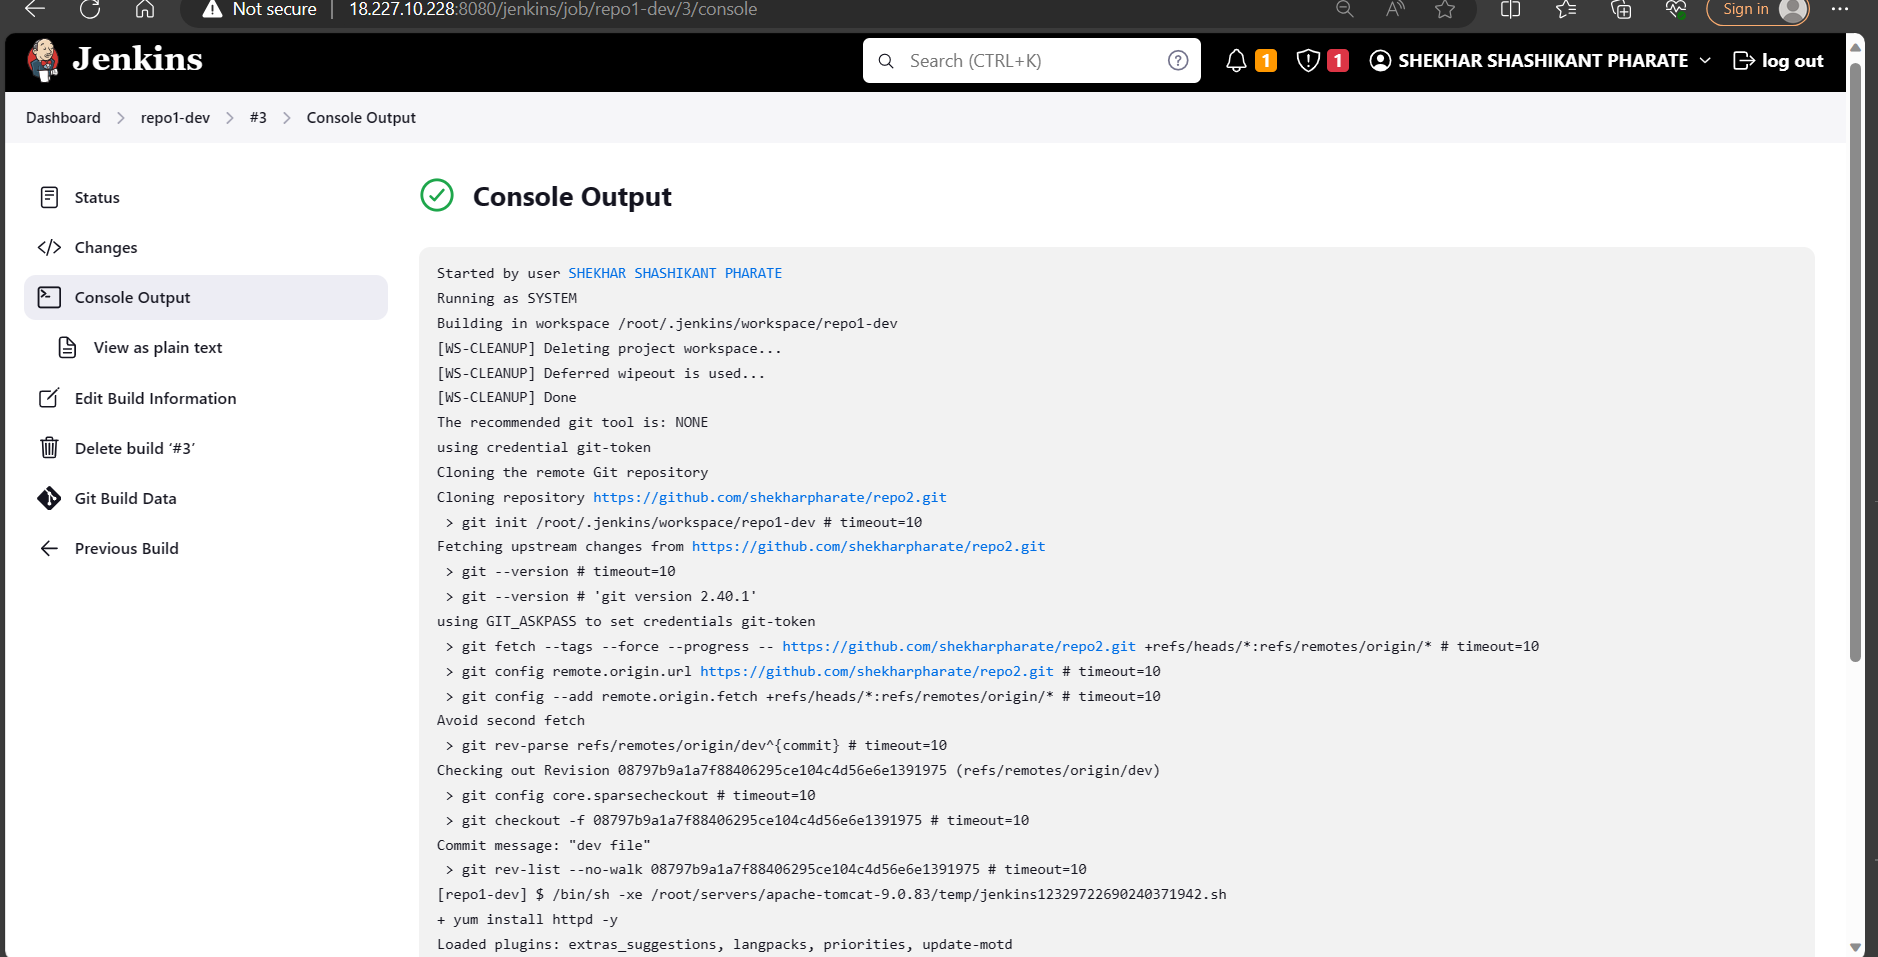 Not secure
18.227.10.228:8080/jenkins/job/repo1-dev/3/console
Sign in
Jenkins
Search (CTRL+K)
1
1
SHEKHAR SHASHIKANT PHARATE
log out
Dashboard > repo1-dev > #3 > Console Output
Status
Changes
Console Output
View as plain text
Edit Build Information
Delete build ‘#3’
Git Build Data
Previous Build
Console Output
Started by user SHEKHAR SHASHIKANT PHARATE
Running as SYSTEM
Building in workspace /root/.jenkins/workspace/repo1-dev
[WS-CLEANUP] Deleting project workspace...
[WS-CLEANUP] Deferred wipeout is used...
[WS-CLEANUP] Done
The recommended git tool is: NONE
using credential git-token
Cloning the remote Git repository
Cloning repository https://github.com/shekharpharate/repo2.git
 > git init /root/.jenkins/workspace/repo1-dev # timeout=10
Fetching upstream changes from https://github.com/shekharpharate/repo2.git
 > git --version # timeout=10
 > git --version # 'git version 2.40.1'
using GIT_ASKPASS to set credentials git-token
 > git fetch --tags --force --progress -- https://github.com/shekharpharate/repo2.git +refs/heads/*:refs/remotes/origin/* # timeout=10
 > git config remote.origin.url https://github.com/shekharpharate/repo2.git # timeout=10
 > git config --add remote.origin.fetch +refs/heads/*:refs/remotes/origin/* # timeout=10
Avoid second fetch
 > git rev-parse refs/remotes/origin/dev^{commit} # timeout=10
Checking out Revision 08797b9a1a7f88406295ce104c4d56e6e1391975 (refs/remotes/origin/dev)
 > git config core.sparsecheckout # timeout=10
 > git checkout -f 08797b9a1a7f88406295ce104c4d56e6e1391975 # timeout=10
Commit message: "dev file"
 > git rev-list --no-walk 08797b9a1a7f88406295ce104c4d56e6e1391975 # timeout=10
[repo1-dev] $ /bin/sh -xe /root/servers/apache-tomcat-9.0.83/temp/jenkins12329722690240371942.sh
+ yum install httpd -y
Loaded plugins: extras_suggestions, langpacks, priorities, update-motd